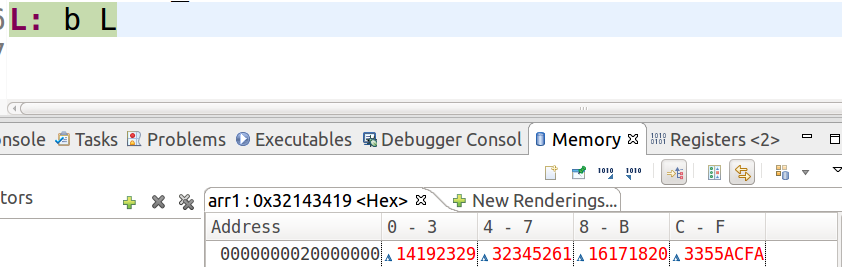 6 L: b L
7
onsole Tasks Problems Executables Debugger Consol Memory Registers <2>
tors
arr1 : 0x32143419 <Hex> New Renderings...
Address 0 - 3 4 - 7 8 - B C - F
0000000020000000 14192329 32345261 16171820 3355ACFA